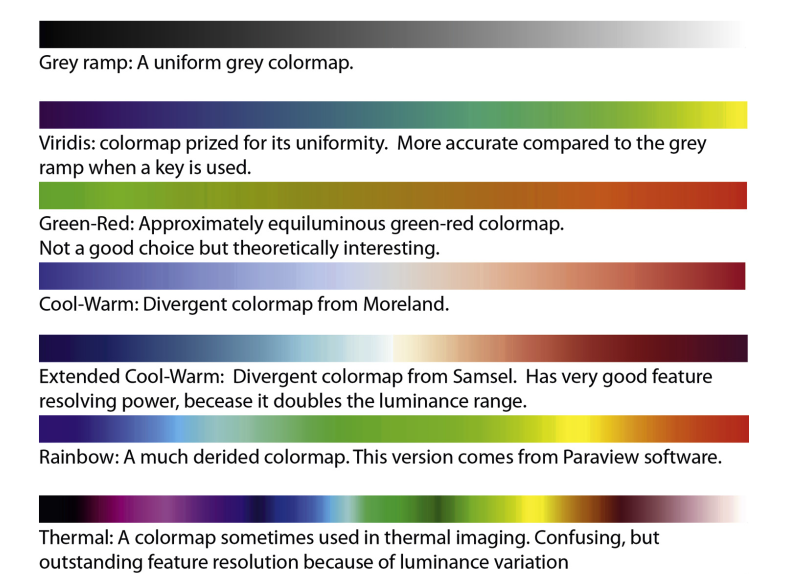 Grey ramp: A uniform grey colormap.
Viridis: colormap prized for its uniformity.  More accurate compared to the grey
ramp when a key is used.
Green-Red: Approximately equiluminous green-red colormap.
Not a good choice but theoretically interesting.
Cool-Warm: Divergent colormap from Moreland.
Extended Cool-Warm:  Divergent colormap from Samsel.  Has very good feature
resolving power, becease it doubles the luminance range.
Rainbow: A much derided colormap. This version comes from Paraview software.
Thermal: A colormap sometimes used in thermal imaging. Confusing, but
outstanding feature resolution because of luminance variation